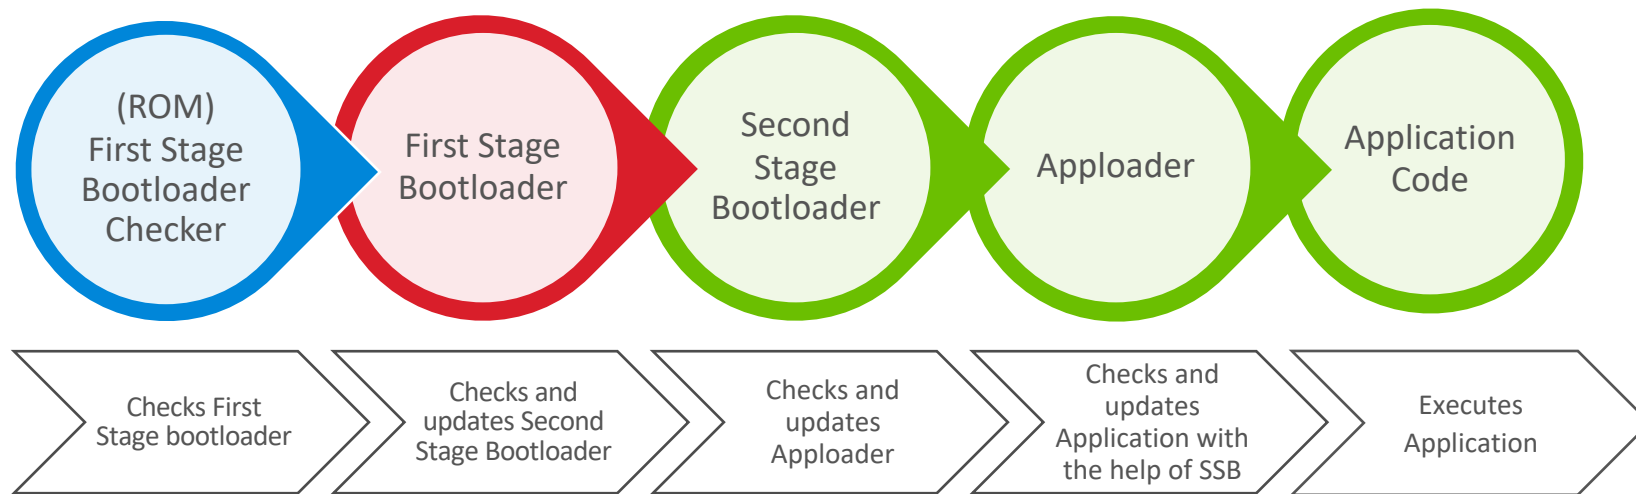 (ROM)
First Stage
Bootloader
Checker
First Stage
Bootloader
Second
Stage
Bootloader
Apploader
Application
Code
Checks First
Stage bootloader
Checks and
updates Second
Stage Bootloader
Checks and
updates
Apploader
Checks and
updates
Application with
the help of SSB
Executes
Application